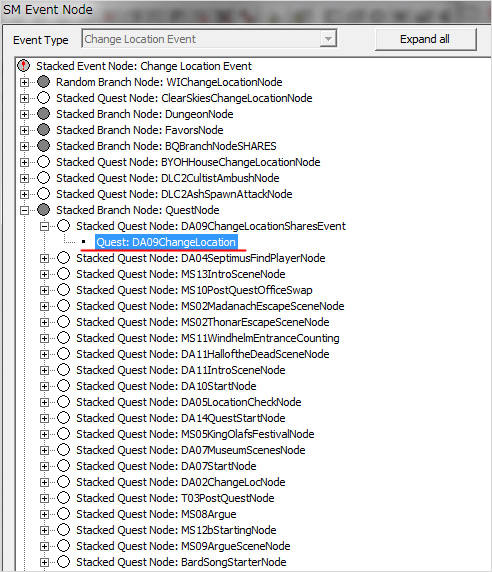 SM Event Node
Event Type Change Location Event Expand all
Stacked Event Node: Change Location Event
Random Branch Node: WIChangeLocationNode
Stacked Quest Node: ClearSkiesChangeLocationNode
Stacked Branch Node: DungeonNode
Stacked Branch Node: FavorsNode
Stacked Branch Node: BQBranchNodeSHARES
Stacked Quest Node: BYOHHouseChangeLocationNode
Stacked Quest Node: DLC2CultistAmbushNode
Stacked Quest Node: DLC2AshSpawnAttackNode
Stacked Branch Node: QuestNode
Stacked Quest Node: DA09ChangeLocationSharesEvent
Quest: DA09ChangeLocation
Stacked Quest Node: DA04SeptimusFindPlayerNode
Stacked Quest Node: MS13IntroSceneNode
Stacked Quest Node: MS10PostQuestOfficeSwap
Stacked Quest Node: MS02MadanachEscapeSceneNode
Stacked Quest Node: MS02ThonarEscapeSceneNode
Stacked Quest Node: MS11WindhelmEntranceCounting
Stacked Quest Node: DA11HalloftheDeadSceneNode
Stacked Quest Node: DA11IntroSceneNode
Stacked Quest Node: DA10StartNode
Stacked Quest Node: DA05LocationCheckNode
Stacked Quest Node: DA14QuestStartNode
Stacked Quest Node: MS05KingOlafsFestivalNode
Stacked Quest Node: DA07MuseumScenesNode
Stacked Quest Node: DA07StartNode
Stacked Quest Node: DA02ChangeLocNode
Stacked Quest Node: T03PostQuestNode
Stacked Quest Node: MS08Argue
Stacked Quest Node: MS12bStartingNode
Stacked Quest Node: MS09ArgueSceneNode
Stacked Quest Node: BardSongStarterNode